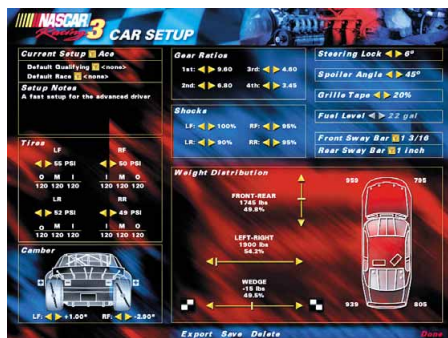 NASCAR Racing 3 CAR SETUP
Current Setup Ace
Default Qualifying <none>
Default Race <none>
Setup Notes
A fast setup for the advanced driver
Tires
LF RF
55 PSI 50 PSI
O M I I M O
120 120 120 120 120 120
LR RR
52 PSI 49 PSI
O M I I M O
120 120 120 120 120 120
Camber
LF: +1.00° RF: -2.50°
Gear Ratios
1st: 9.60 3rd: 4.80
2nd: 6.80 4th: 3.45
Shocks
LF: 100% RF: 95%
LR: 90% RR: 95%
Steering Lock 6°
Spoiler Angle 45°
Grille Tape 20%
Fuel Level 22 gal
Front Sway Bar 1 3/16
Rear Sway Bar 1 inch
Weight Distribution
FRONT-REAR
1745 lbs
49.8%
LEFT-RIGHT
1900 lbs
54.2%
WEDGE
-15 lbs
49.5%
959 795
939 805
Export Save Delete Done